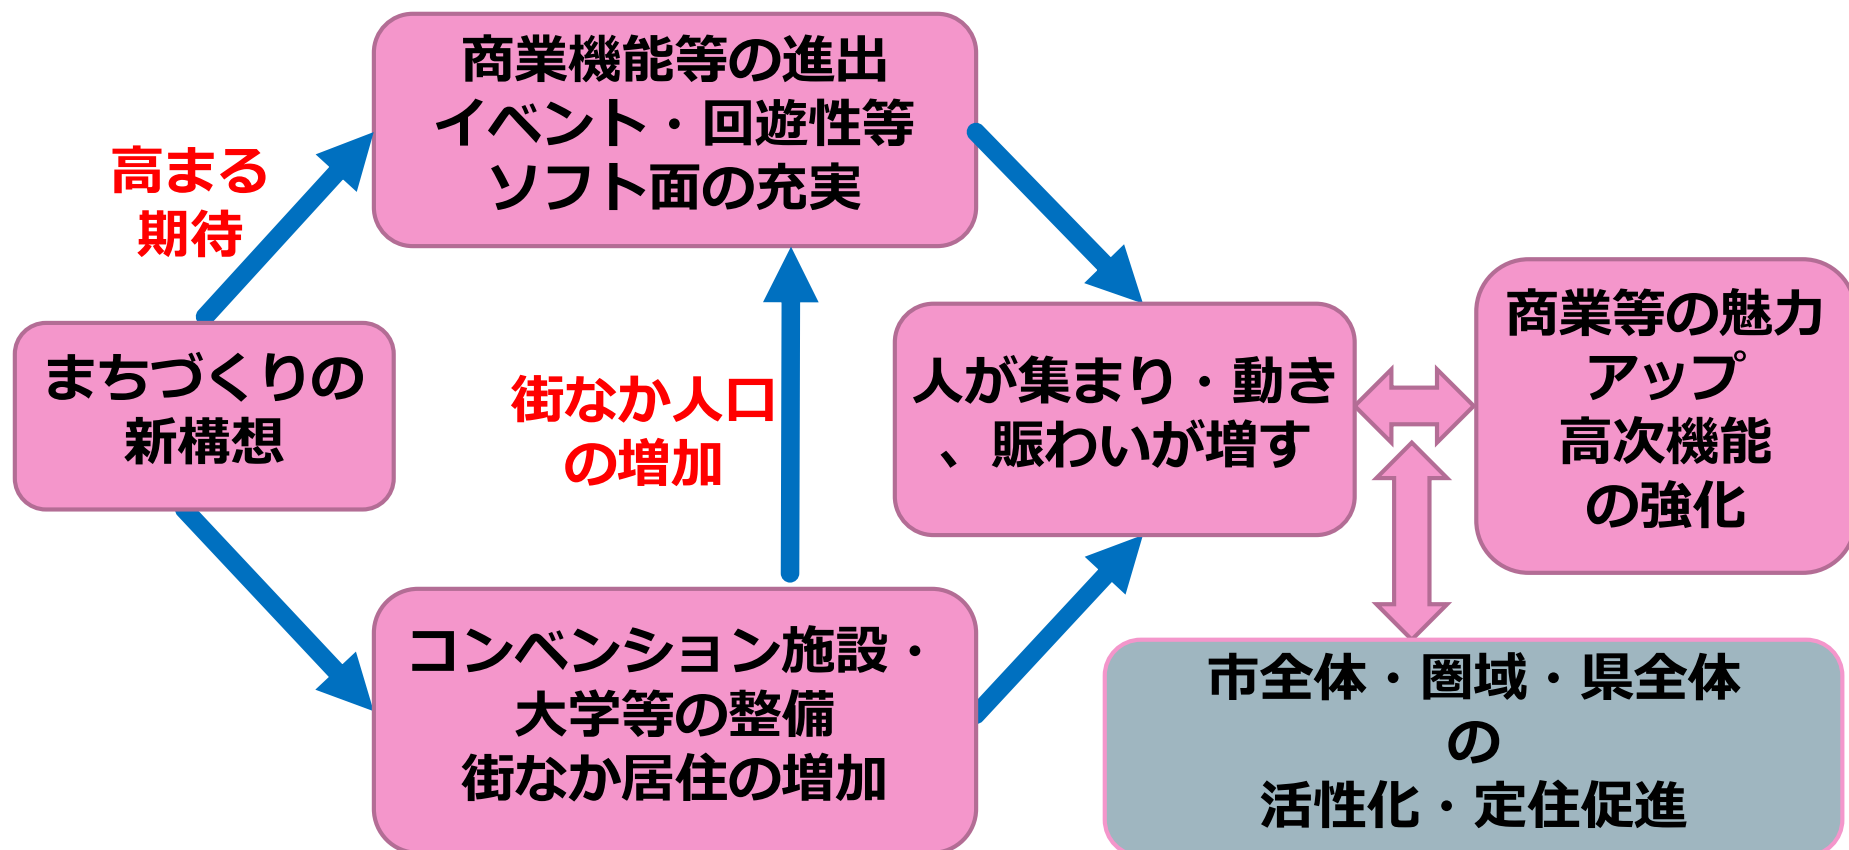 商業機能等の進出
イベント・回遊性等
ソフト面の充実
高まる
期待
まちづくりの
新構想
街なか人口
の増加
人が集まり・動き
、賑わいが増す
商業等の魅力
アップ
高次機能
の強化
コンベンション施設・
大学等の整備
街なか居住の増加
市全体・圏域・県全体
の
活性化・定住促進